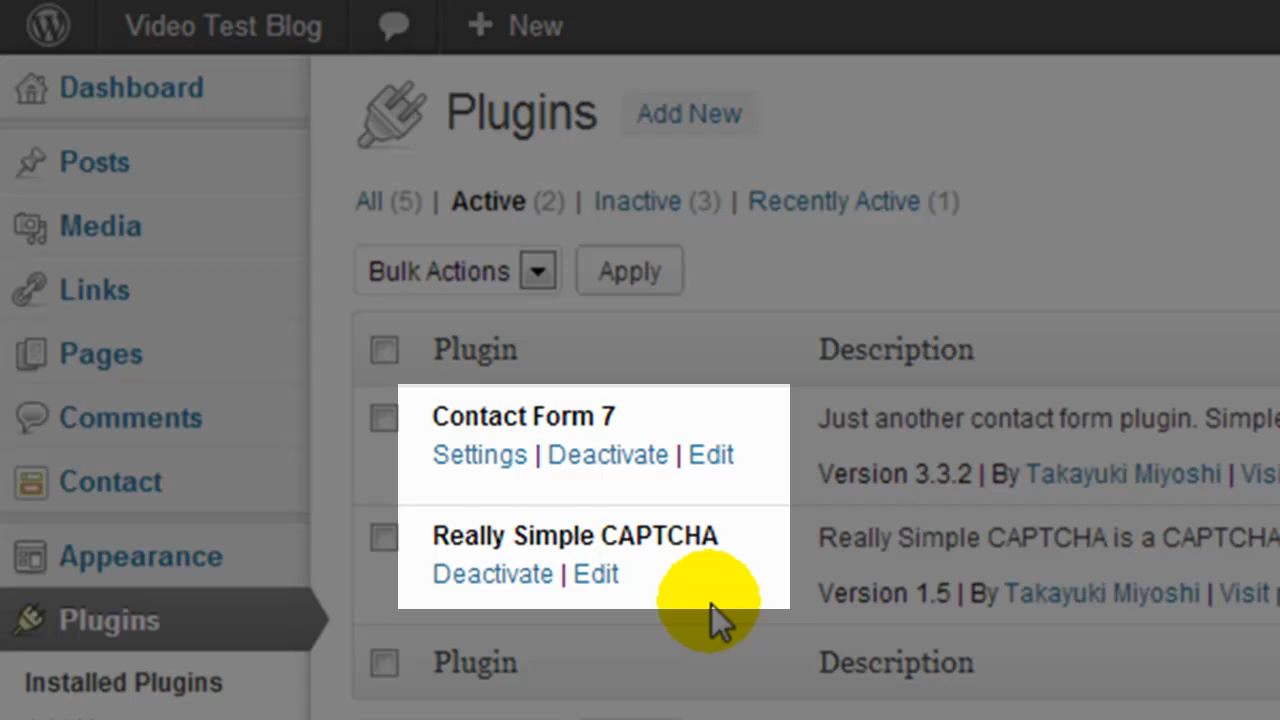 Video Test Blog
New
Dashboard
Posts
Media
Links
Pages
Comments
Contact
Appearance
Plugins
Installed Plugins
Plugins Add New
All (5) | Active (2) | Inactive (3) | Recently Active (1)
Bulk Actions Apply
Plugin Description
Contact Form 7 Just another contact form plugin. Simple
Settings | Deactivate | Edit Version 3.3.2 | By Takayuki Miyoshi |
Really Simple CAPTCHA Really Simple CAPTCHA is a CAPTCHA
Deactivate | Edit Version 1.5 | By Takayuki Miyoshi | Visit
Plugin Description